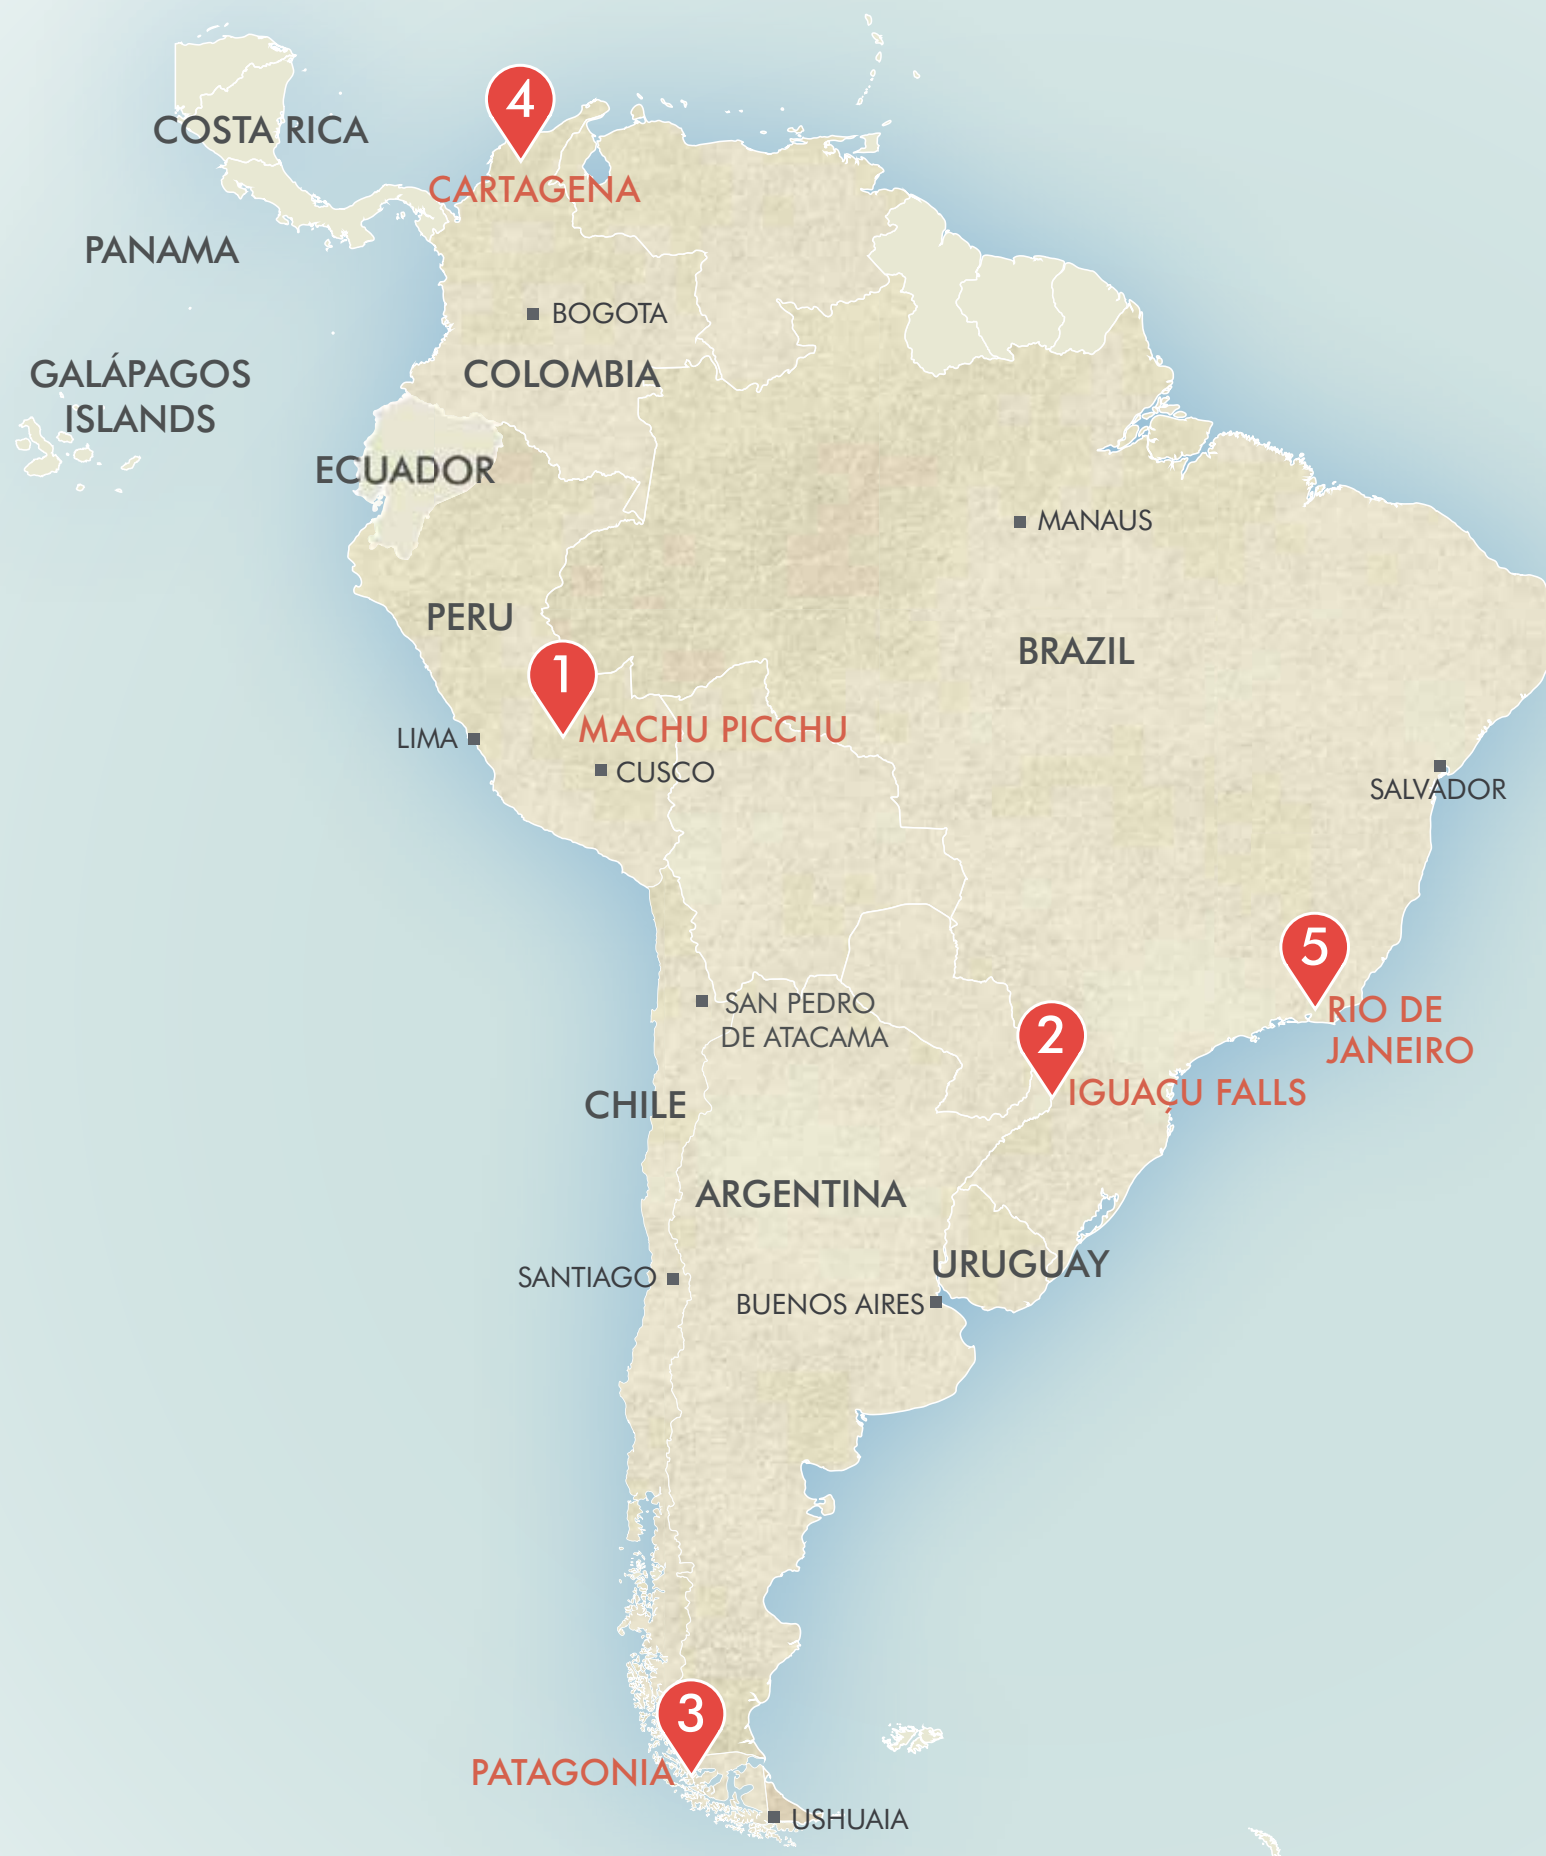 4
COSTA RICA
CARTAGENA
PANAMA
BOGOTA
GALÁPAGOS
ISLANDS
COLOMBIA
ECUADOR
MANAUS
PERU
BRAZIL
1
MACHU PICCHU
LIMA
CUSCO
SALVADOR
5
SAN PEDRO
DE ATACAMA
RIO DE
JANEIRO
2
IGUAÇU FALLS
CHILE
ARGENTINA
URUGUAY
SANTIAGO
BUENOS AIRES
3
PATAGONIA
USHUAIA